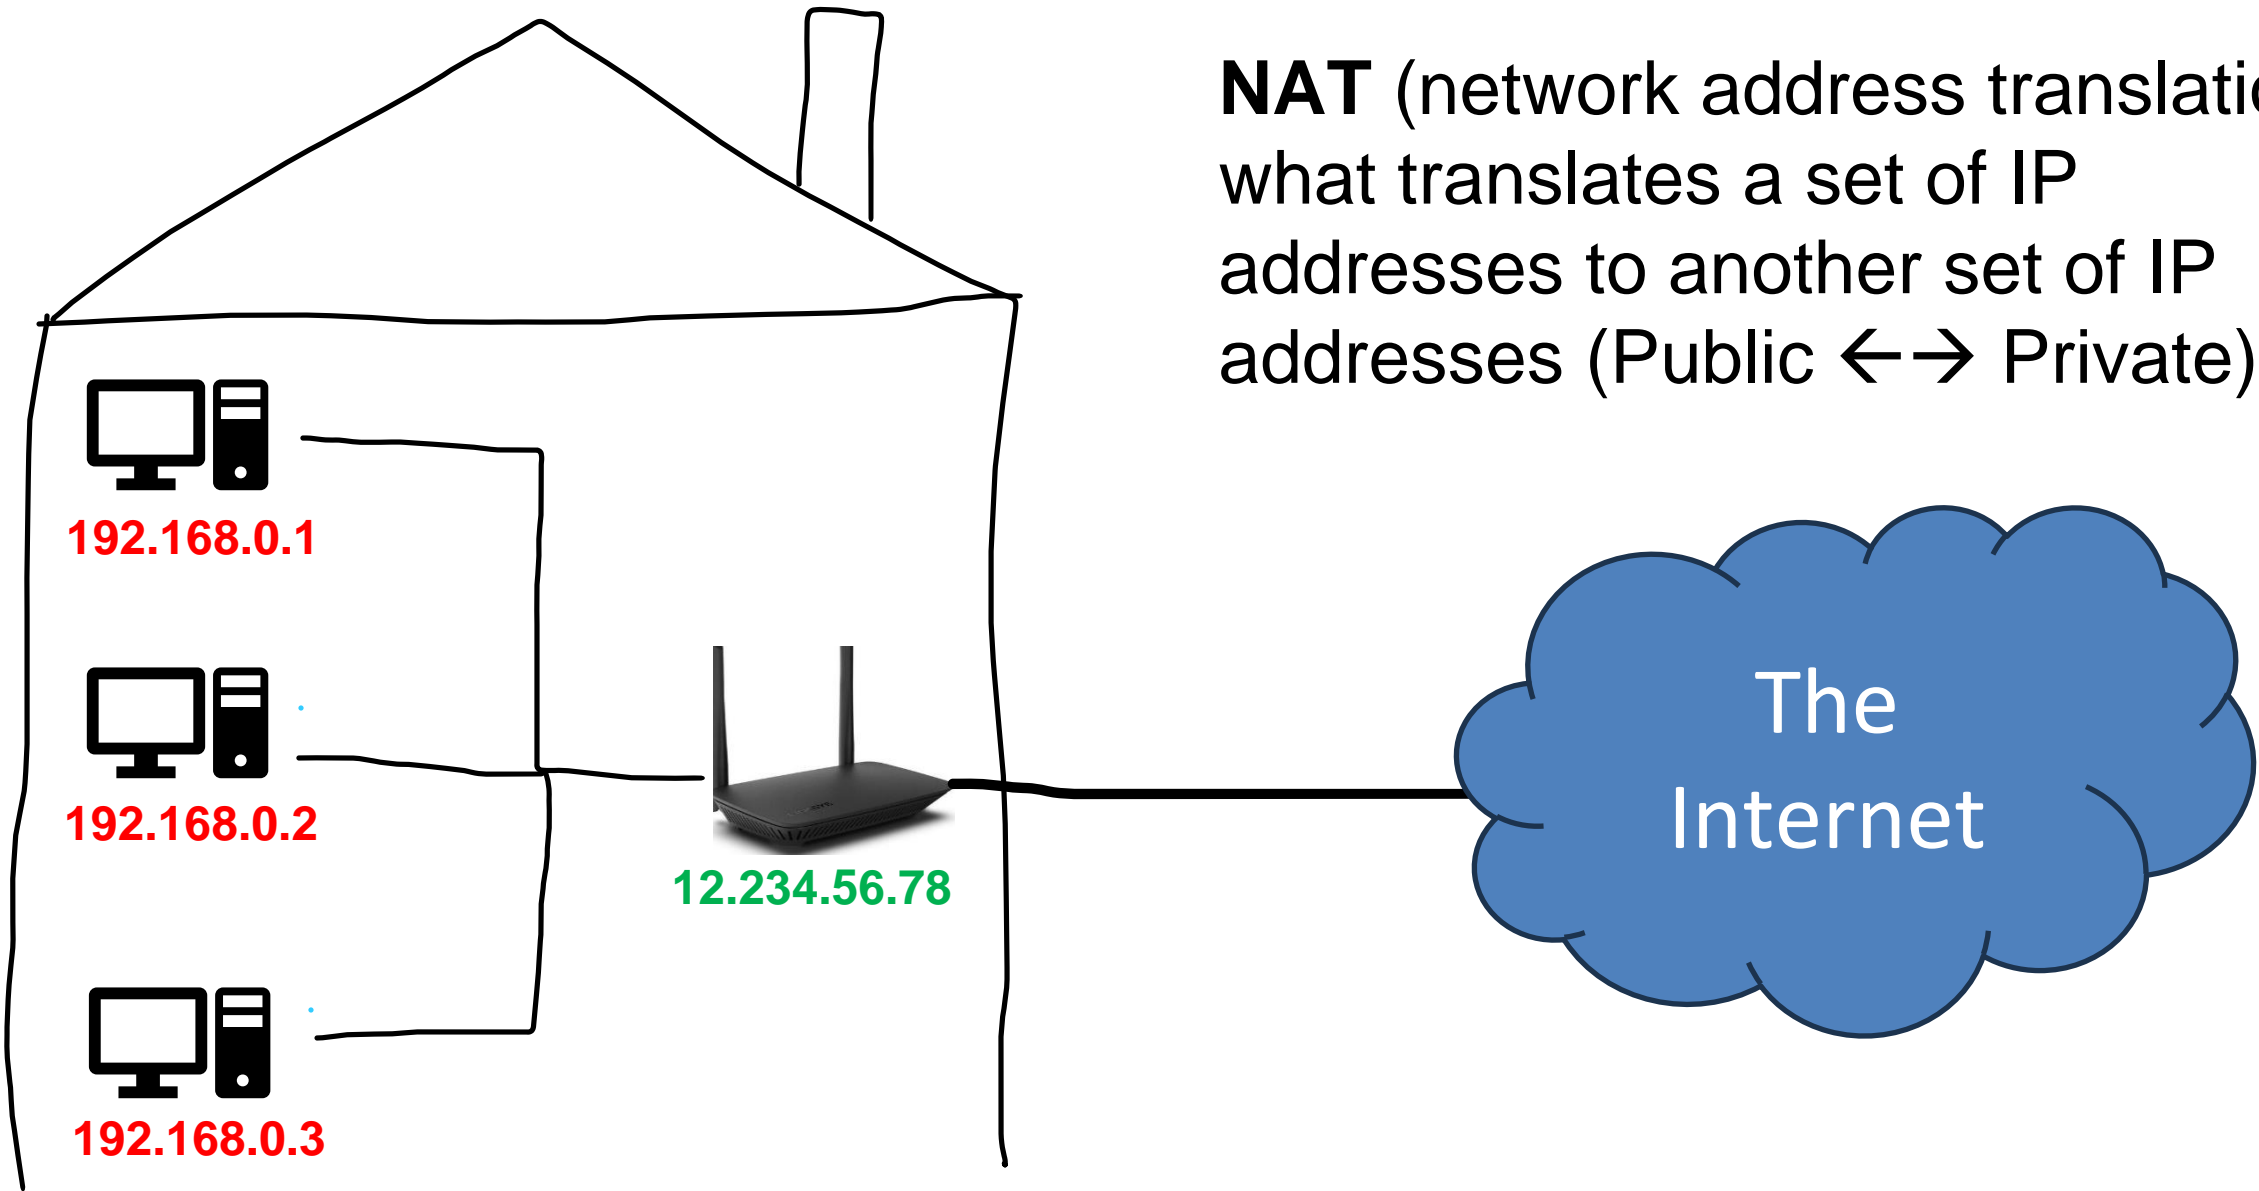 NAT (network address translatio
what translates a set of IP
addresses to another set of IP
addresses (Public ←→ Private)
192.168.0.1
192.168.0.2
192.168.0.3
12.234.56.78
The
Internet